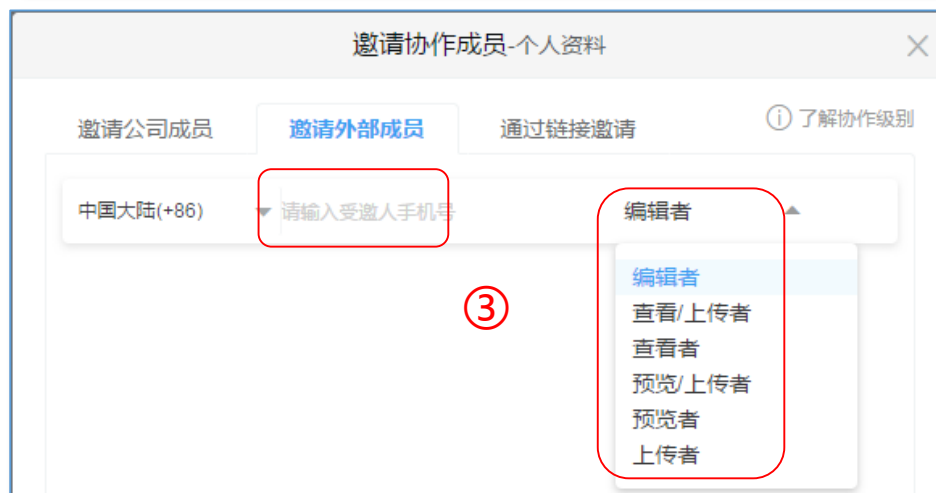 邀请协作成员-个人资料
邀请公司成员 邀请外部成员 通过链接邀请 了解协作级别
中国大陆(+86) 请输入受邀人手机号 编辑者
编辑者
③
查看/上传者
查看者
预览/上传者
预览者
上传者